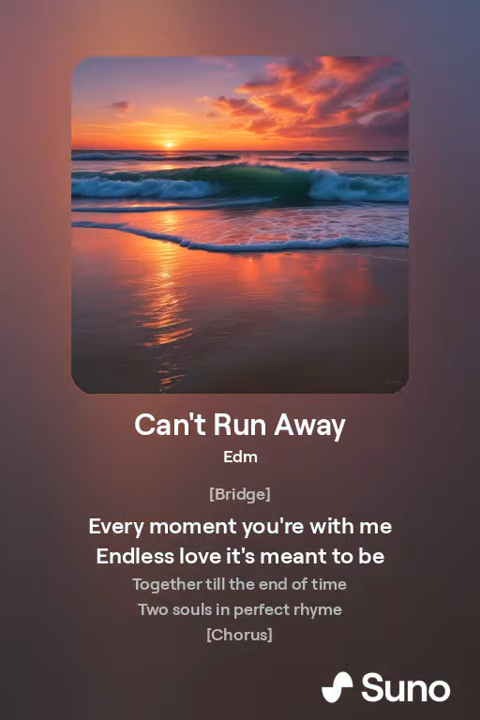 Can't Run Away
Edm
[Bridge]
Every moment you're with me
Endless love it's meant to be
Together till the end of time
Two souls in perfect rhyme
[Chorus]
Suno